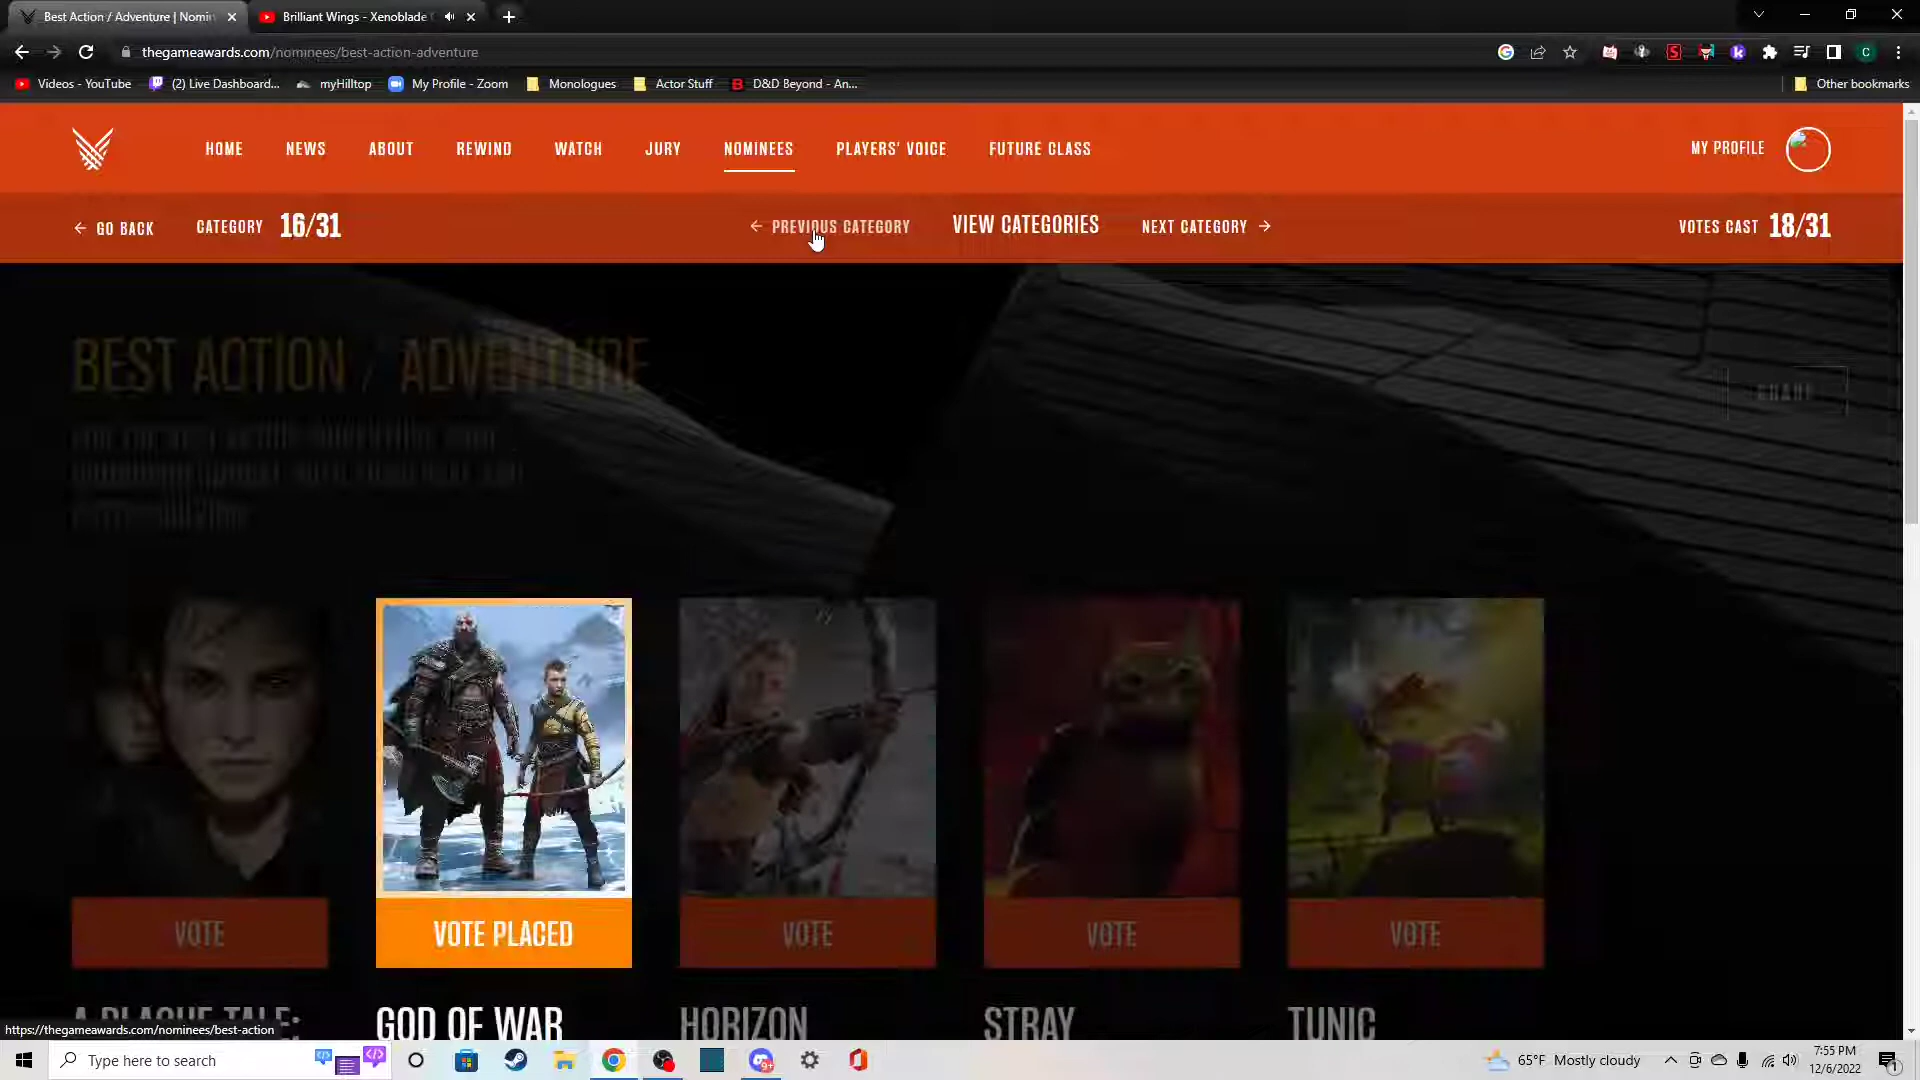 Best Action / Adventure | Nomin
Brilliant Wings - Xenoblade
thegameawards.com/nominees/best-action-adventure
Videos - YouTube
(2) Live Dashboard...
myHilltop
My Profile - Zoom
Monologues
Actor Stuff
D&D Beyond - An...
Other bookmarks
HOME
NEWS
ABOUT
REWIND
WATCH
JURY
NOMINEES
PLAYERS' VOICE
FUTURE CLASS
MY PROFILE
GO BACK
CATEGORY 16/31
PREVIOUS CATEGORY
VIEW CATEGORIES
NEXT CATEGORY
VOTES CAST 18/31
BEST ACTION / ADVENTURE
SHARE
VOTE
VOTE PLACED
VOTE
VOTE
VOTE
A PLAGUE TALE:
GOD OF WAR
HORIZON
STRAY
TUNIC
https://thegameawards.com/nominees/best-action
Type here to search
65°F Mostly cloudy
7:55 PM
12/6/2022